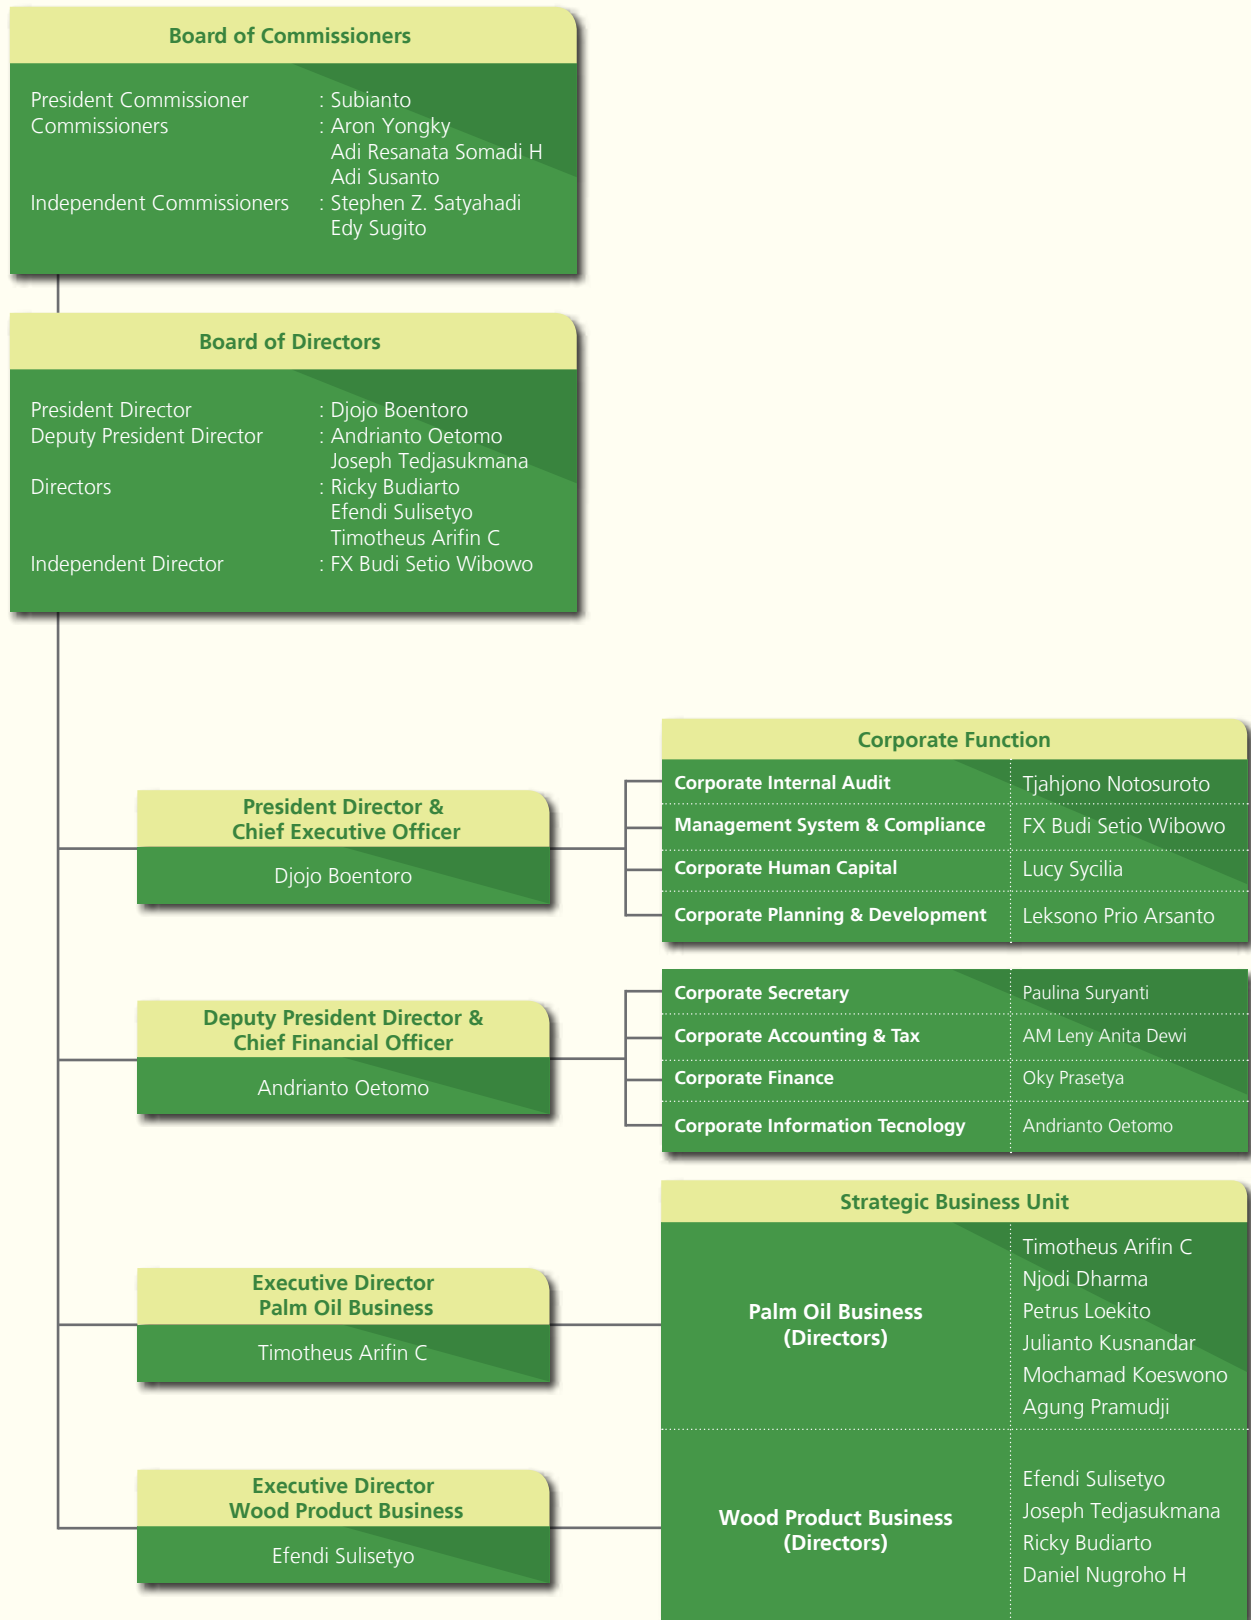 Board of Commissioners
President Commissioner : Subianto
Commissioners : Aron Yongky
Adi Resanata Somadi H
Adi Susanto
Independent Commissioners : Stephen Z. Satyahadi
Edy Sugito
Board of Directors
President Director : Djojo Boentoro
Deputy President Director : Andrianto Oetomo
Joseph Tedjasukmana
Directors : Ricky Budiarto
Efendi Sulisetyo
Timotheus Arifin C
Independent Director : FX Budi Setio Wibowo
President Director &
Chief Executive Officer
Djojo Boentoro
Corporate Function
Corporate Internal Audit Tjahjono Notosuroto
Management System & Compliance FX Budi Setio Wibowo
Corporate Human Capital Lucy Sycilia
Corporate Planning & Development Leksono Prio Arsanto
Deputy President Director &
Chief Financial Officer
Andrianto Oetomo
Corporate Secretary Paulina Suryanti
Corporate Accounting & Tax AM Leny Anita Dewi
Corporate Finance Oky Prasetya
Corporate Information Tecnology Andrianto Oetomo
Executive Director
Palm Oil Business
Timotheus Arifin C
Strategic Business Unit
Palm Oil Business
(Directors)
Timotheus Arifin C
Njodi Dharma
Petrus Loekito
Julianto Kusnandar
Mochamad Koeswono
Agung Pramudji
Executive Director
Wood Product Business
Efendi Sulisetyo
Wood Product Business
(Directors)
Efendi Sulisetyo
Joseph Tedjasukmana
Ricky Budiarto
Daniel Nugroho H